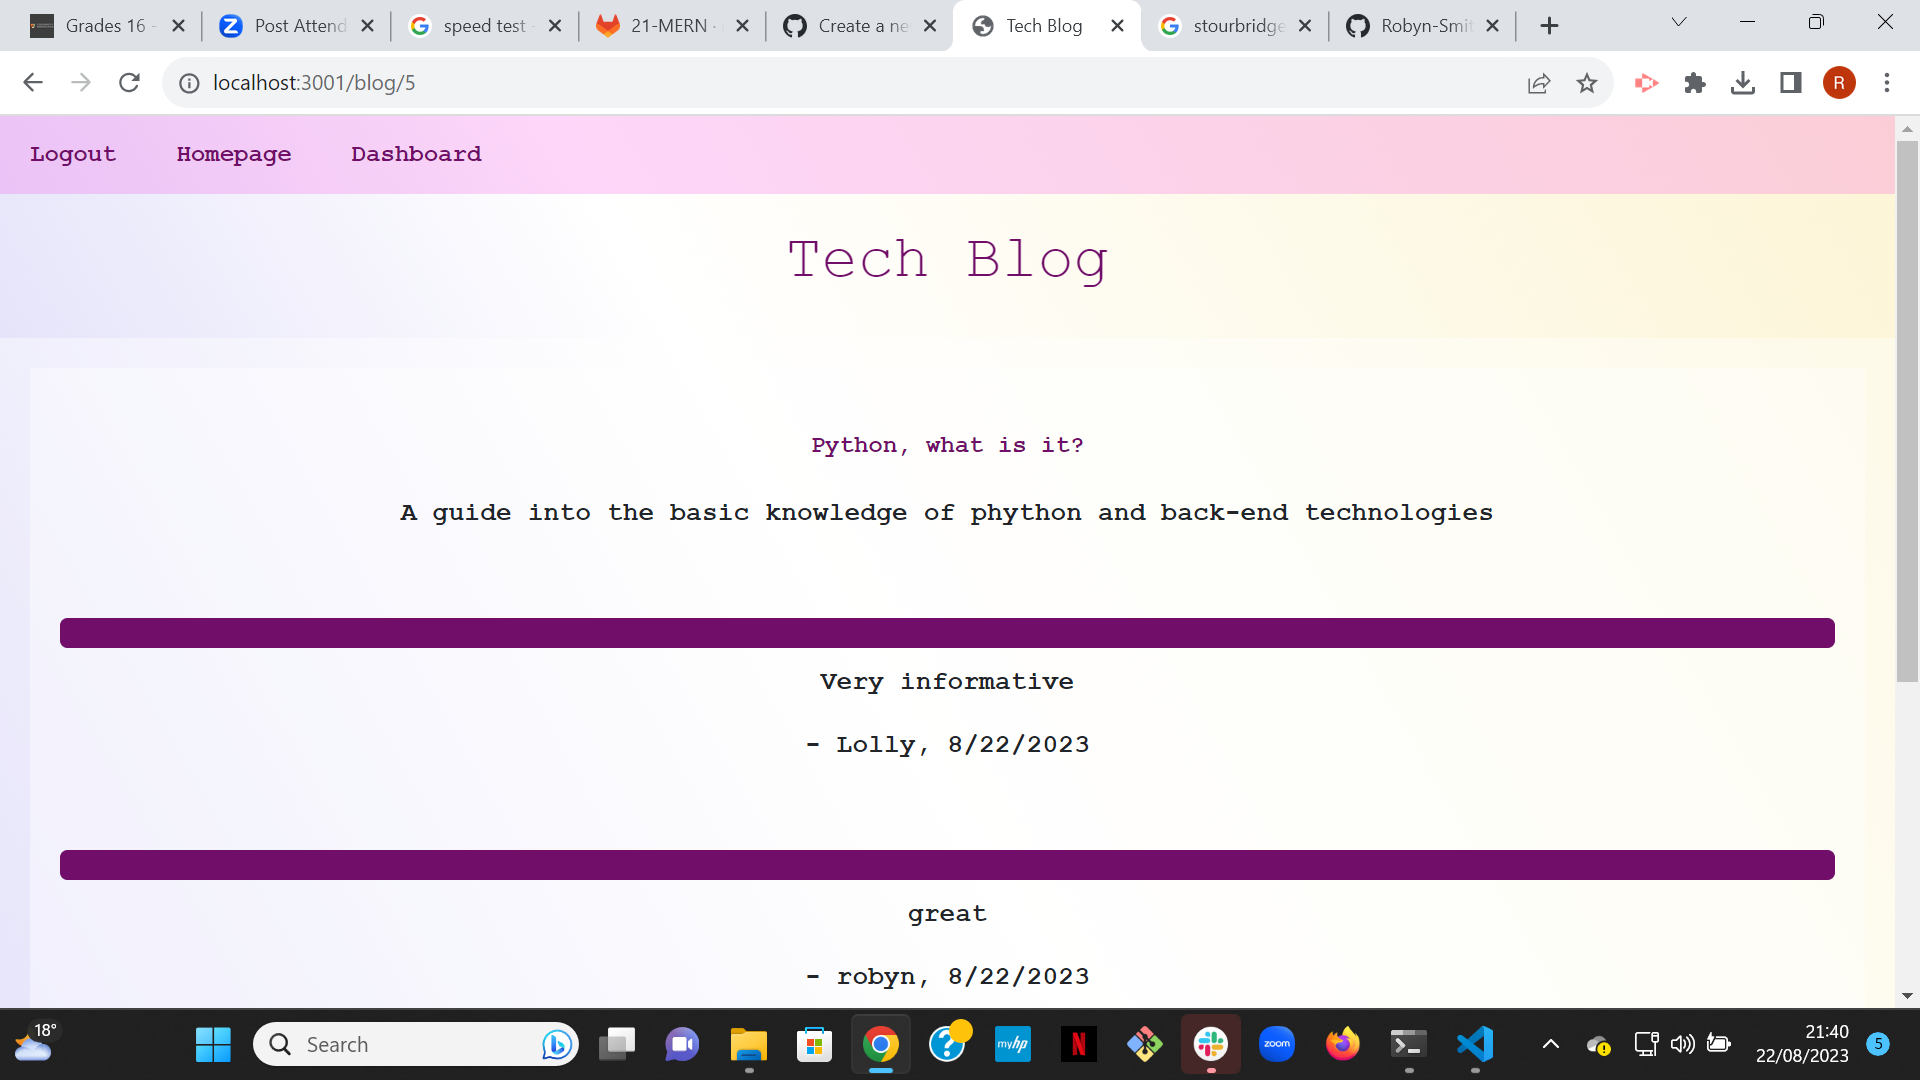 Grades 16 -
Post Attend
speed test -
21-MERN ·
Create a ne
Tech Blog
stourbridge
Robyn-Smit
localhost:3001/blog/5
R
Logout Homepage Dashboard
Tech Blog
Python, what is it?
A guide into the basic knowledge of phython and back-end technologies
Very informative
- Lolly, 8/22/2023
great
- robyn, 8/22/2023
18°
Search
myhp
N
zoom
21:40
22/08/2023
5